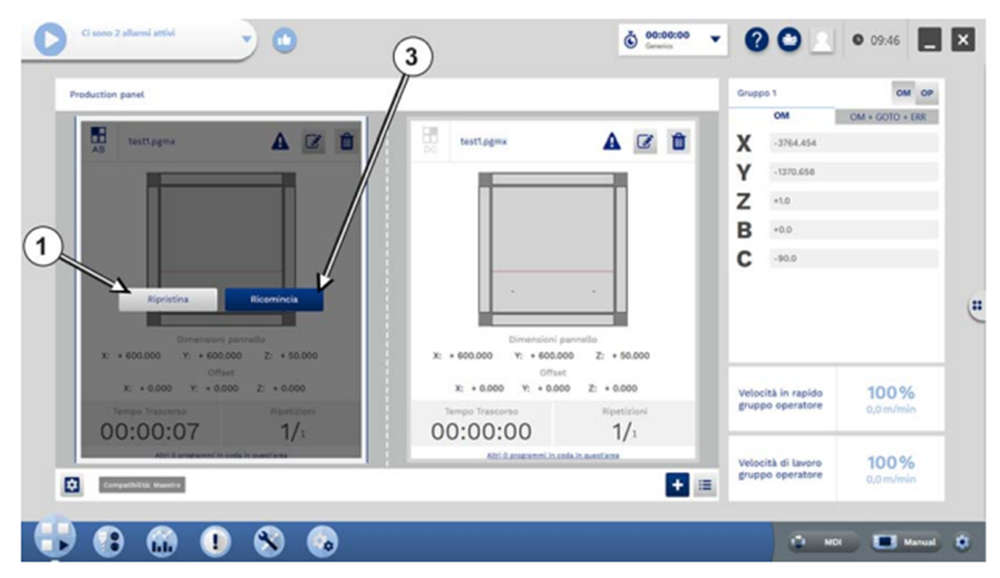 Ci sono 2 allarmi attivi
00:00:00
Generico
09:46
3
Production panel
Gruppo 1
OM OP
OM
OM + GOTO + ERR
AB
test1.pgmx
DC
test1.pgmx
X -3764.454
Y -1370.658
Z +1.0
B +0.0
C -90.0
1
Ripristina
Ricomincia
Dimensioni pannello
X: + 600.000 Y: + 600.000 Z: + 50.000
Offset
X: + 0.000 Y: + 0.000 Z: + 0.000
Tempo Trascorso
Ripetizioni
00:00:07
1/1
Altri 0 programmi in coda in quest'area
Dimensioni pannello
X: + 600.000 Y: + 600.000 Z: + 50.000
Offset
X: + 0.000 Y: + 0.000 Z: + 0.000
Tempo Trascorso
Ripetizioni
00:00:00
1/1
Altri 0 programmi in coda in quest'area
Velocità in rapido
gruppo operatore
100%
0,0 m/min
Velocità di lavoro
gruppo operatore
100%
0,0 m/min
Compatibilità: Maestro
MDI
Manual